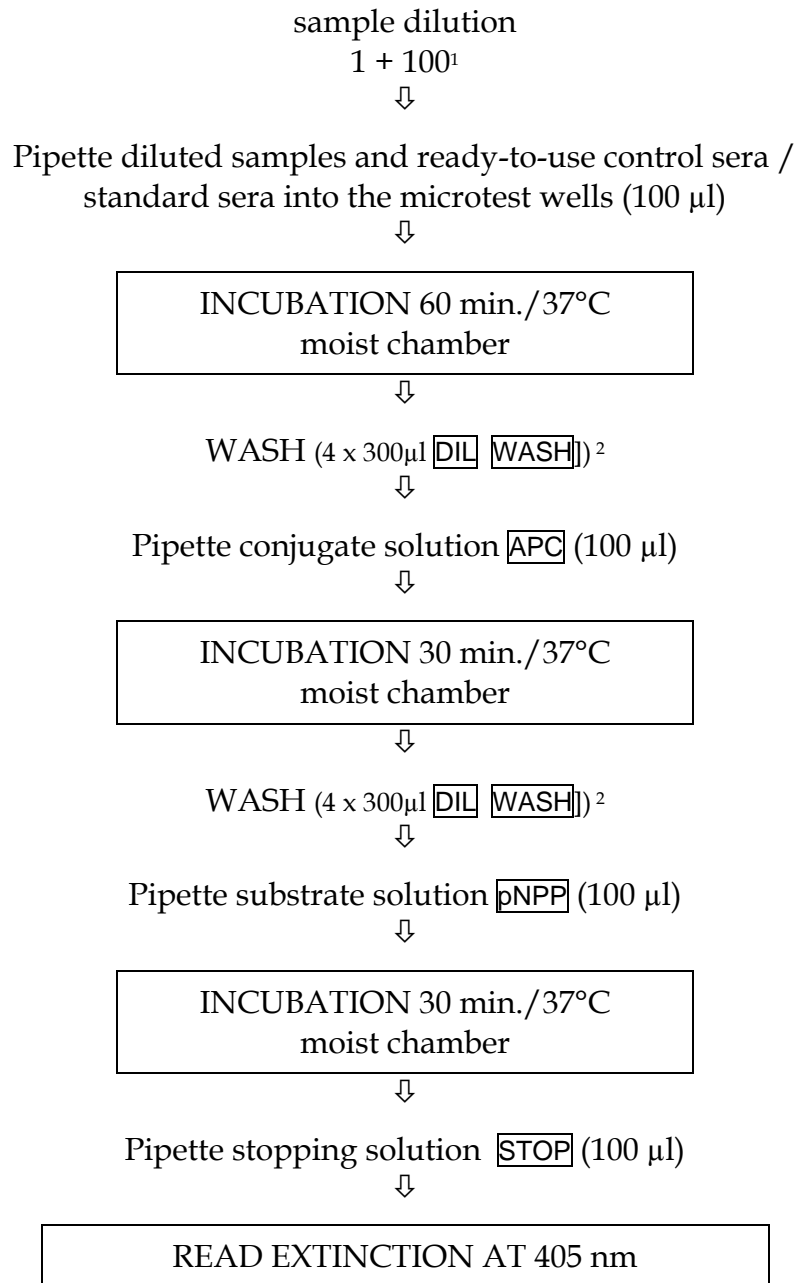 sample dilution
1 + 100¹
⇩
Pipette diluted samples and ready-to-use control sera /
standard sera into the microtest wells (100 µl)
⇩
INCUBATION 60 min./37°C
moist chamber
⇩
WASH (4 x 300µl DIL WASH]) ²
⇩
Pipette conjugate solution APC (100 µl)
⇩
INCUBATION 30 min./37°C
moist chamber
⇩
WASH (4 x 300µl DIL WASH]) ²
⇩
Pipette substrate solution pNPP (100 µl)
⇩
INCUBATION 30 min./37°C
moist chamber
⇩
Pipette stopping solution STOP (100 µl)
⇩
READ EXTINCTION AT 405 nm